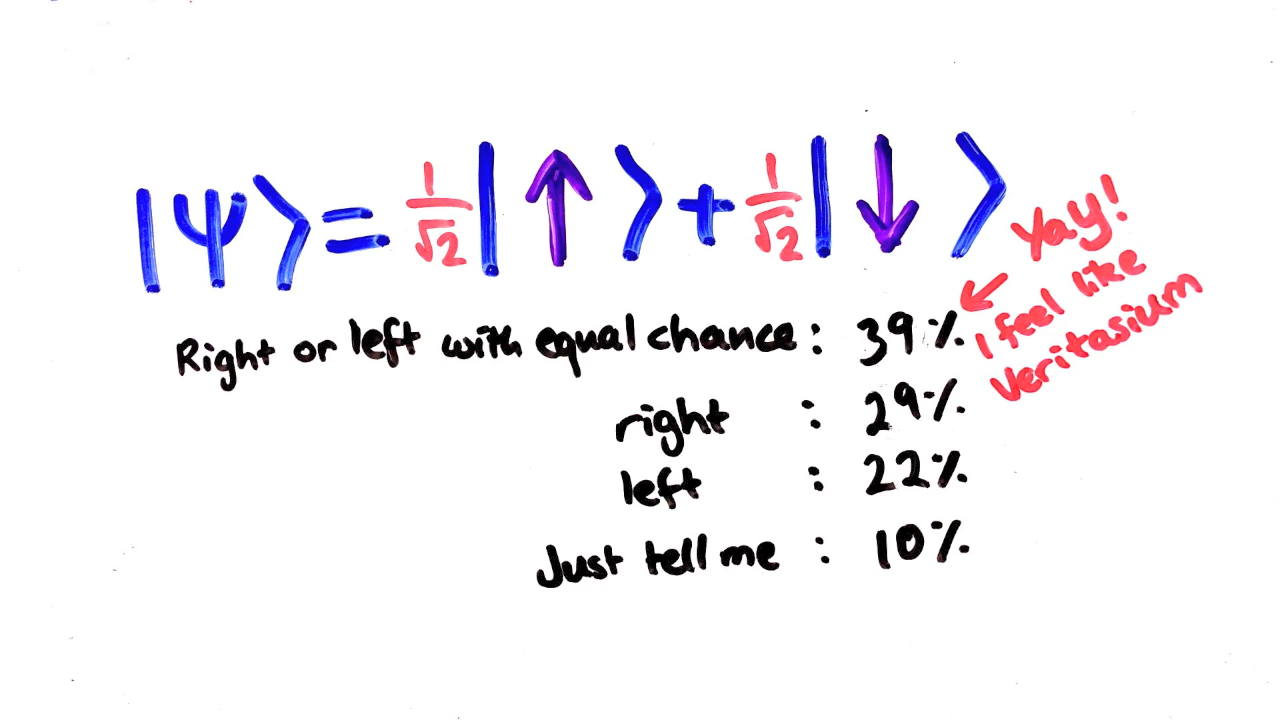 |Ψ⟩ = 1/√2 |↑⟩ + 1/√2 |↓⟩
Right or left with equal chance : 39%
Yay!
I feel like
Veritasium
right : 29%
left : 22%
Just tell me : 10%